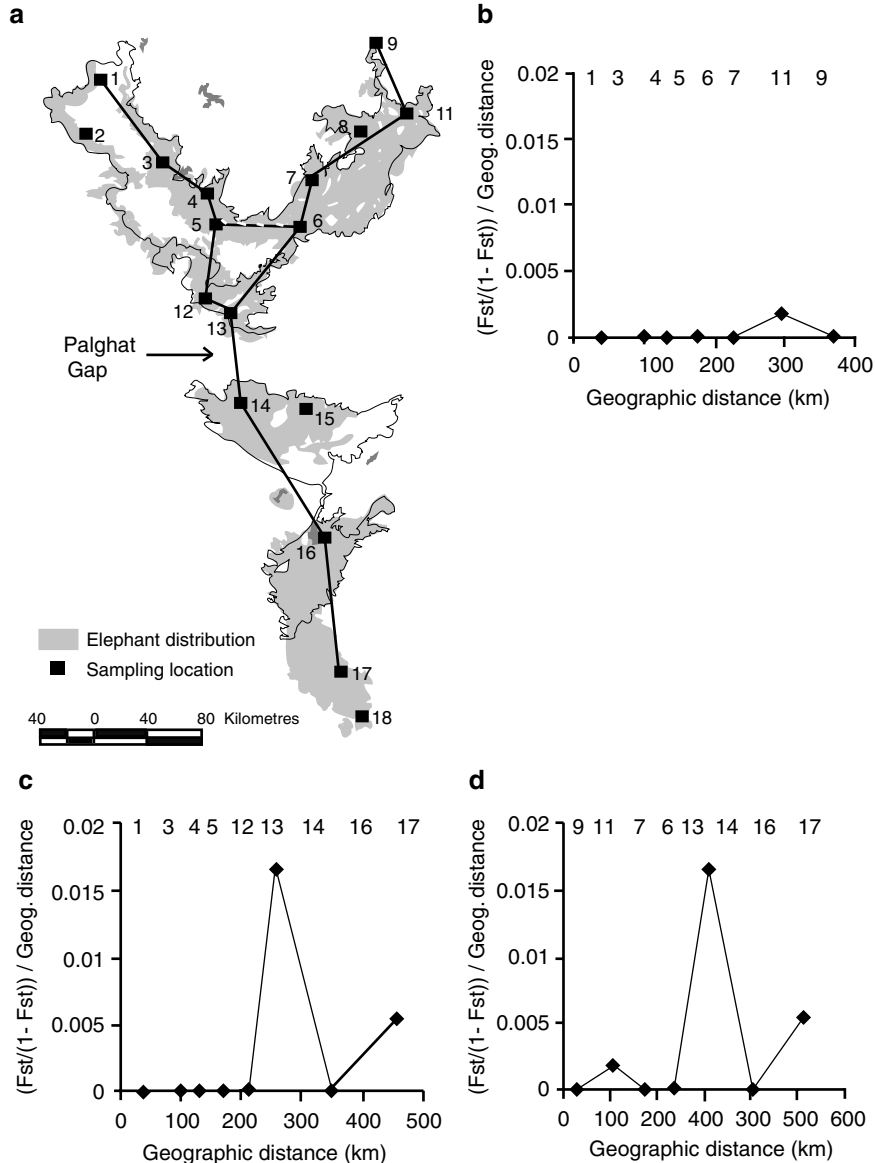 a
1
2
3
4
5
6
7
8
9
11
12
13
Palghat
Gap
14
15
16
17
18
Elephant distribution
Sampling location
40 0 40 80 Kilometres
b
1 3 4 5 6 7 11 9
0.02
0.015
0.01
0.005
0
0 100 200 300 400
(Fst/(1- Fst)) / Geog. distance
Geographic distance (km)
c
1 3 4 5 12 13 14 16 17
0.02
0.015
0.01
0.005
0
0 100 200 300 400 500
(Fst/(1- Fst)) / Geog. distance
Geographic distance (km)
d
9 11 7 6 13 14 16 17
0.02
0.015
0.01
0.005
0
0 100 200 400 300 500 600
(Fst/(1- Fst)) / Geog. distance
Geographic distance (km)